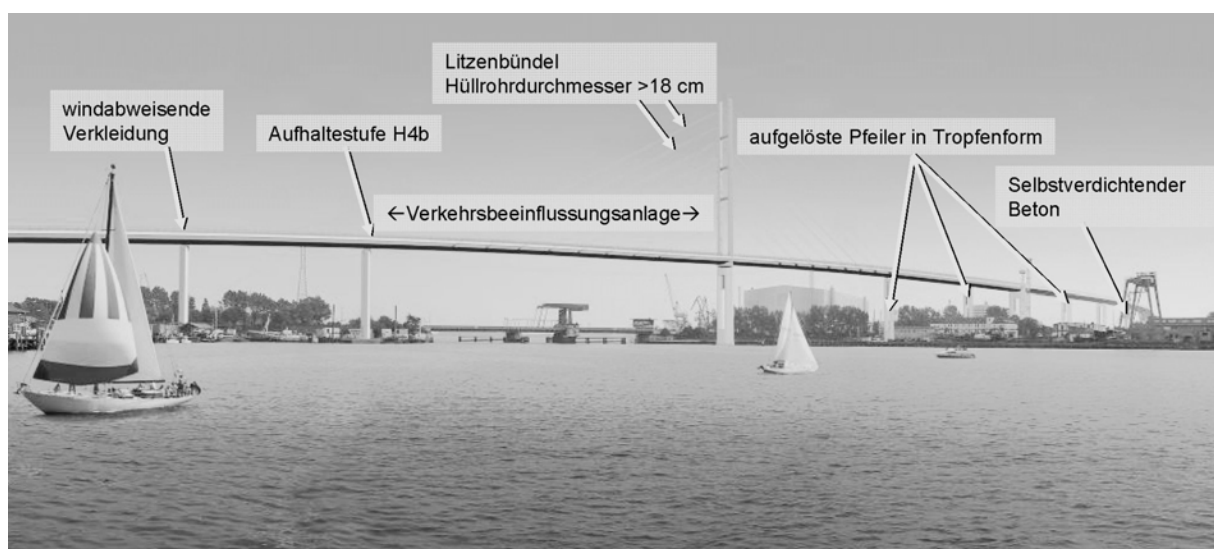 Litzenbündel
Hüllrohrdurchmesser >18 cm
windabweisende
Verkleidung
Aufhaltestufe H4b
aufgelöste Pfeiler in Tropfenform
Selbstverdichtender
Beton
←Verkehrsbeeinflussungsanlage→